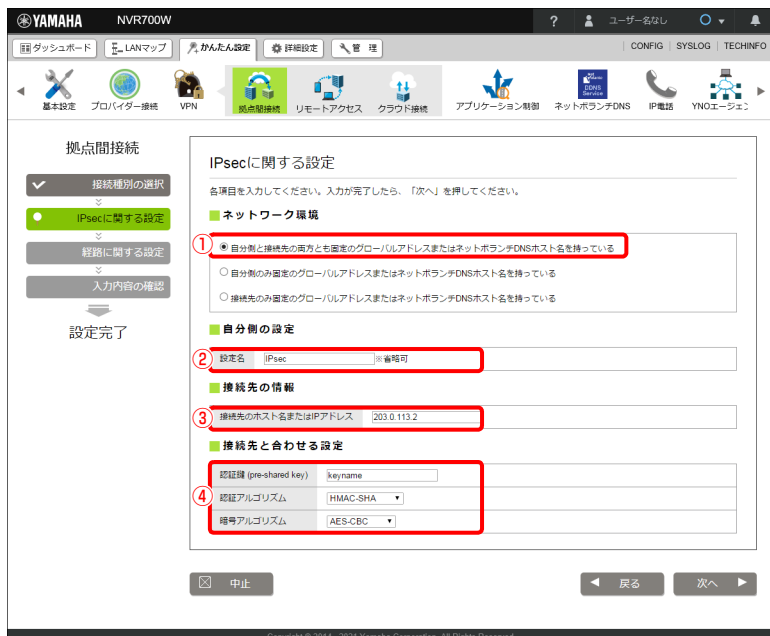 YAMAHA NVR700W ? ユーザー名なし
ダッシュボード LANマップ かんたん設定 詳細設定 管 理 CONFIG SYSLOG TECHINFO
基本設定 プロバイダー接続 VPN 拠点間接続 リモートアクセス クラウド接続 アプリケーション制御 ネットボランチDNS IP電話 YNOエージェン
DDNS
Service
拠点間接続
接続種別の選択
IPsecに関する設定
経路に関する設定
入力内容の確認
設定完了
IPsecに関する設定
各項目を入力してください。入力が完了したら、「次へ」を押してください。
ネットワーク環境
① 自分側と接続先の両方とも固定のグローバルアドレスまたはネットボランチDNSホスト名を持っている
自分側のみ固定のグローバルアドレスまたはネットボランチDNSホスト名を持っている
接続先のみ固定のグローバルアドレスまたはネットボランチDNSホスト名を持っている
自分側の設定
② 設定名 IPsec ※省略可
接続先の情報
③ 接続先のホスト名またはIPアドレス 203.0.113.2
接続先と合わせる設定
認証鍵 (pre-shared key) keyname
④ 認証アルゴリズム HMAC-SHA
暗号アルゴリズム AES-CBC
中止 戻る 次へ
Copyright © 2014 - 2021 Yamaha Corporation. All Rights Reserved.